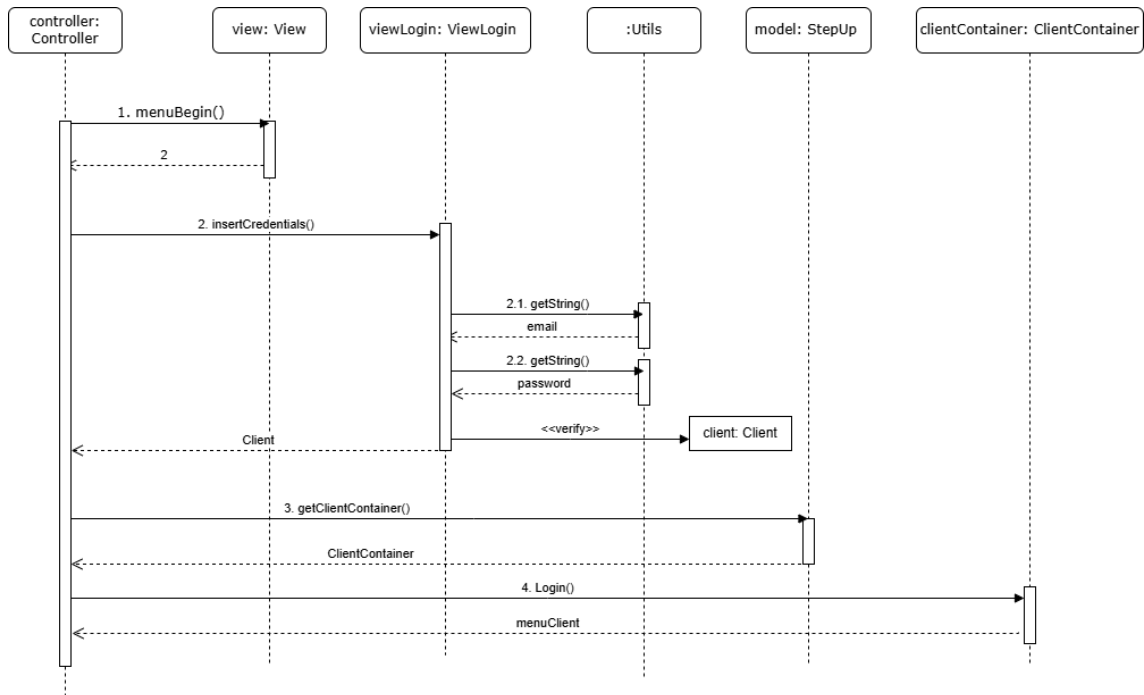 controller:
Controller
view: View
viewLogin: ViewLogin
:Utils
model: StepUp
clientContainer: ClientContainer
1. menuBegin()
2
2. insertCredentials()
2.1. getString()
email
2.2. getString()
password
<<verify>>
client: Client
Client
3. getClientContainer()
ClientContainer
4. Login()
menuClient